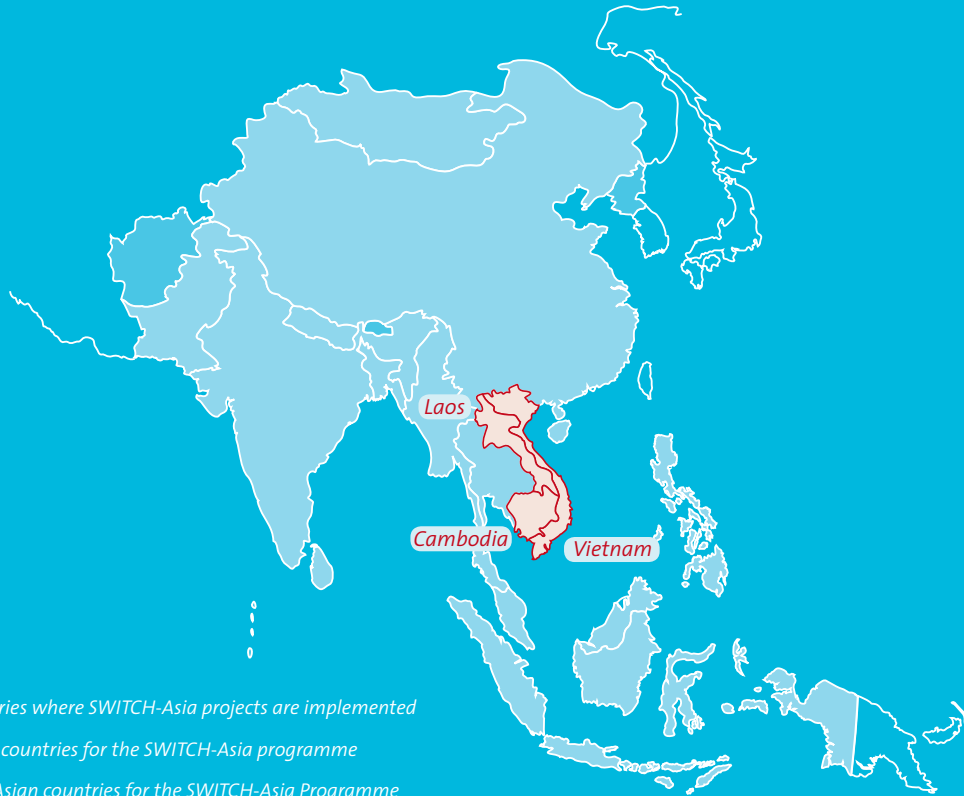 Laos
Cambodia
Vietnam
ries where SWITCH-Asia projects are implemented
countries for the SWITCH-Asia programme
Asian countries for the SWITCH-Asia Programme